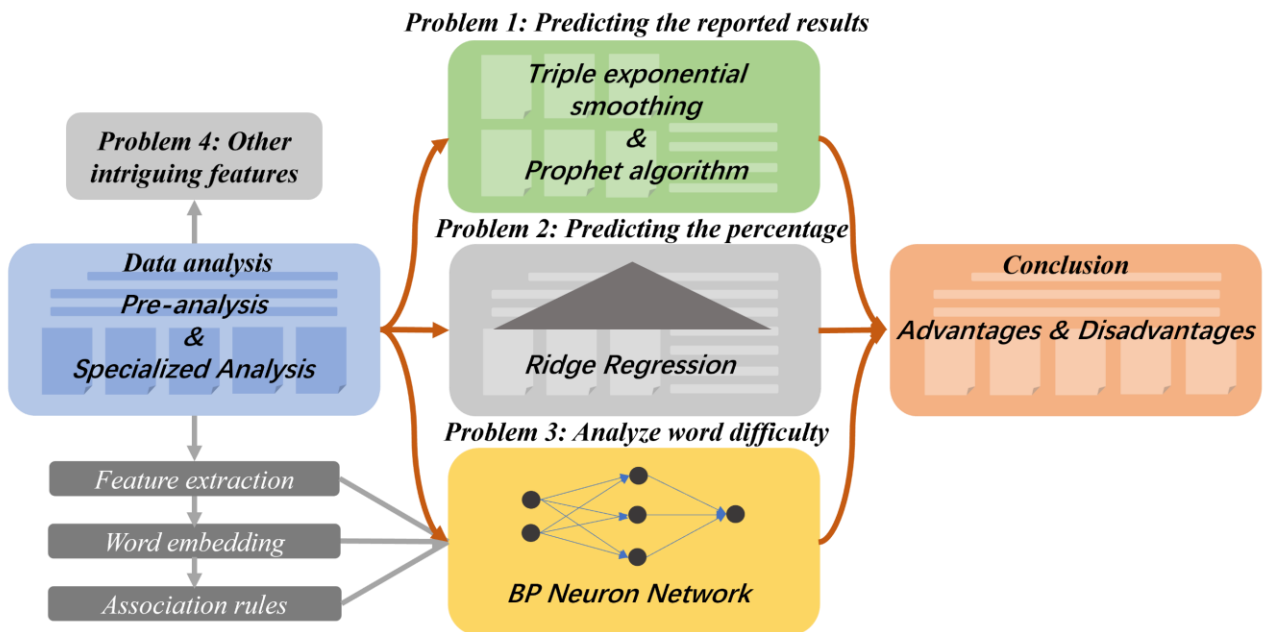 Problem 1: Predicting the reported results
Triple exponential
smoothing
&
Prophet algorithm
Problem 4: Other
intriguing features
Data analysis
Pre-analysis
&
Specialized Analysis
Problem 2: Predicting the percentage
Ridge Regression
Conclusion
Advantages & Disadvantages
Problem 3: Analyze word difficulty
BP Neuron Network
Feature extraction
Word embedding
Association rules